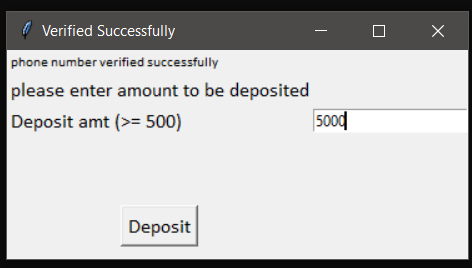 Verified Successfully
phone number verified successfully
please enter amount to be deposited
Deposit amt (>= 500) 5000
Deposit